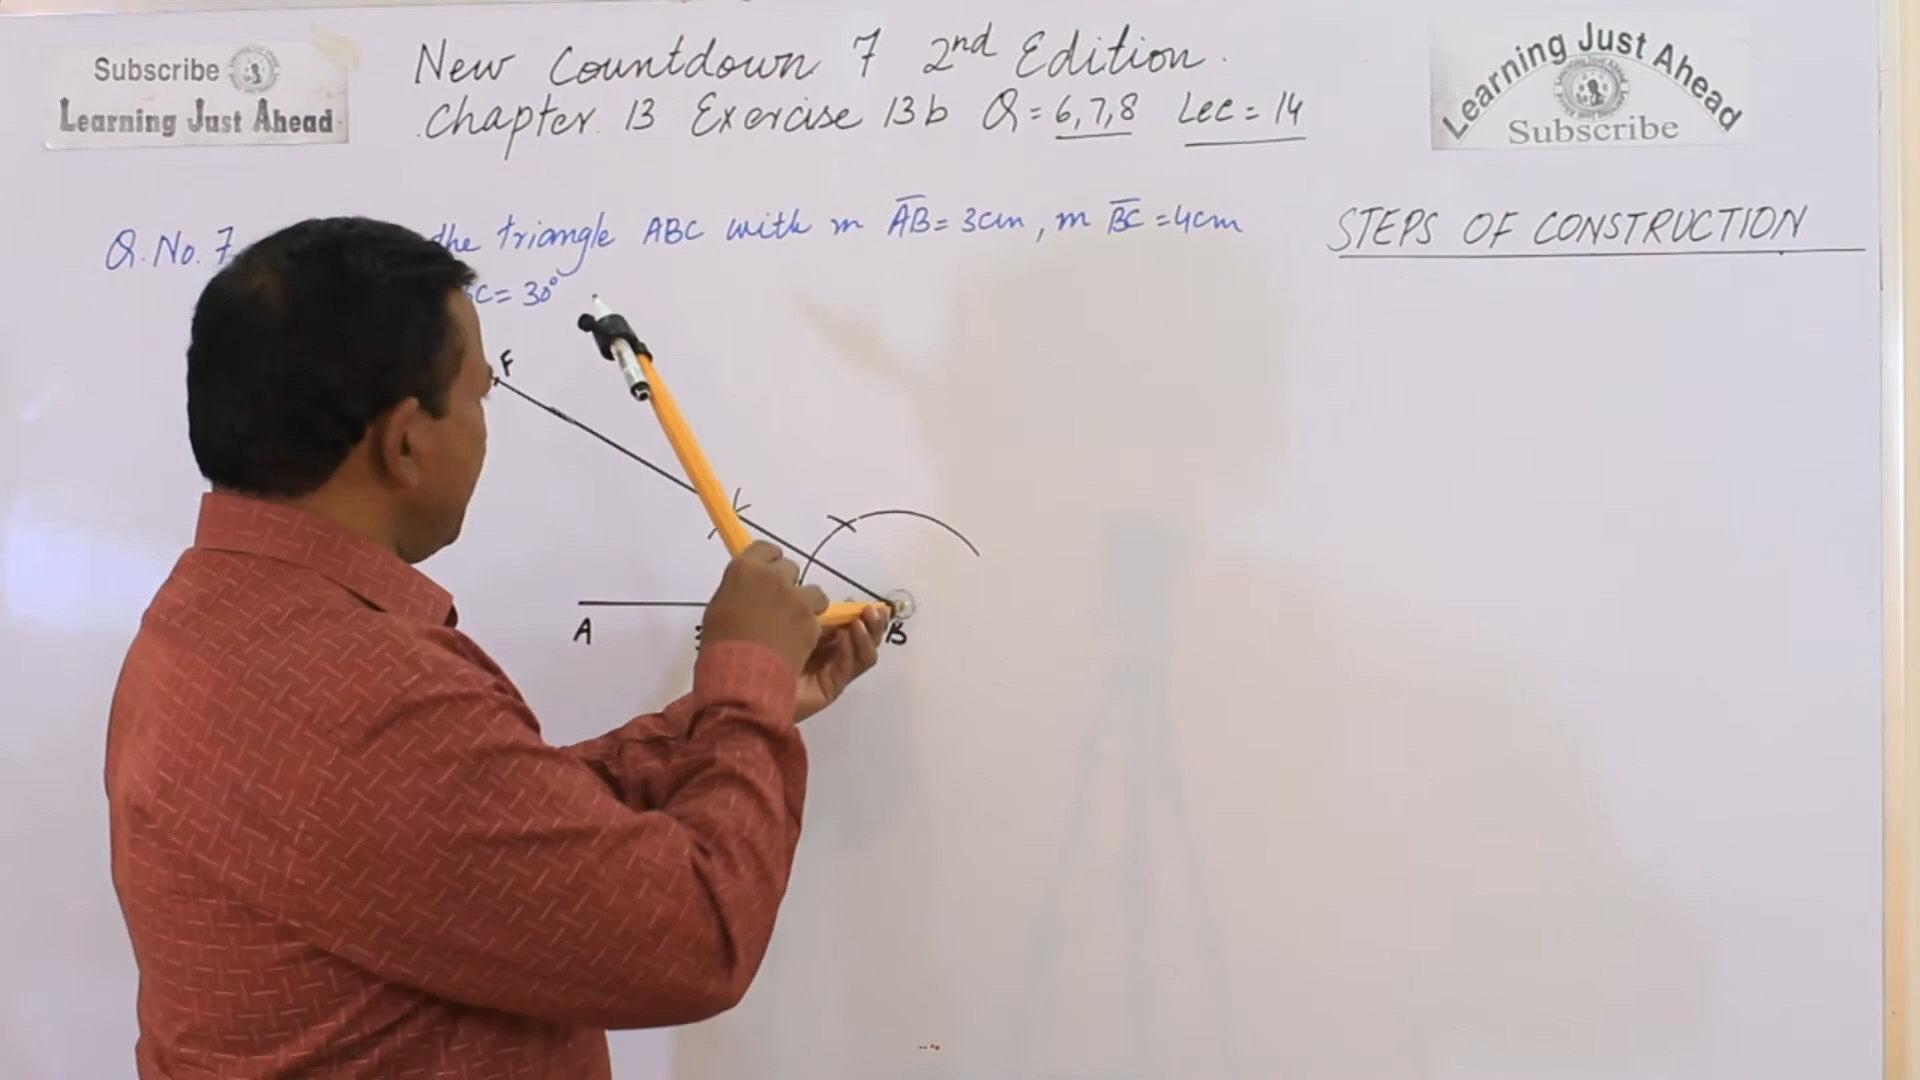 Subscribe
Learning Just Ahead
New Countdown 7 2nd Edition.
Chapter 13 Exercise 13b Q = 6,7,8 Lec = 14
Learning Just Ahead
Subscribe
Q. No. 7 the triangle ABC with m AB = 3cm, m BC = 4cm
= 30°
STEPS OF CONSTRUCTION
F
A
B